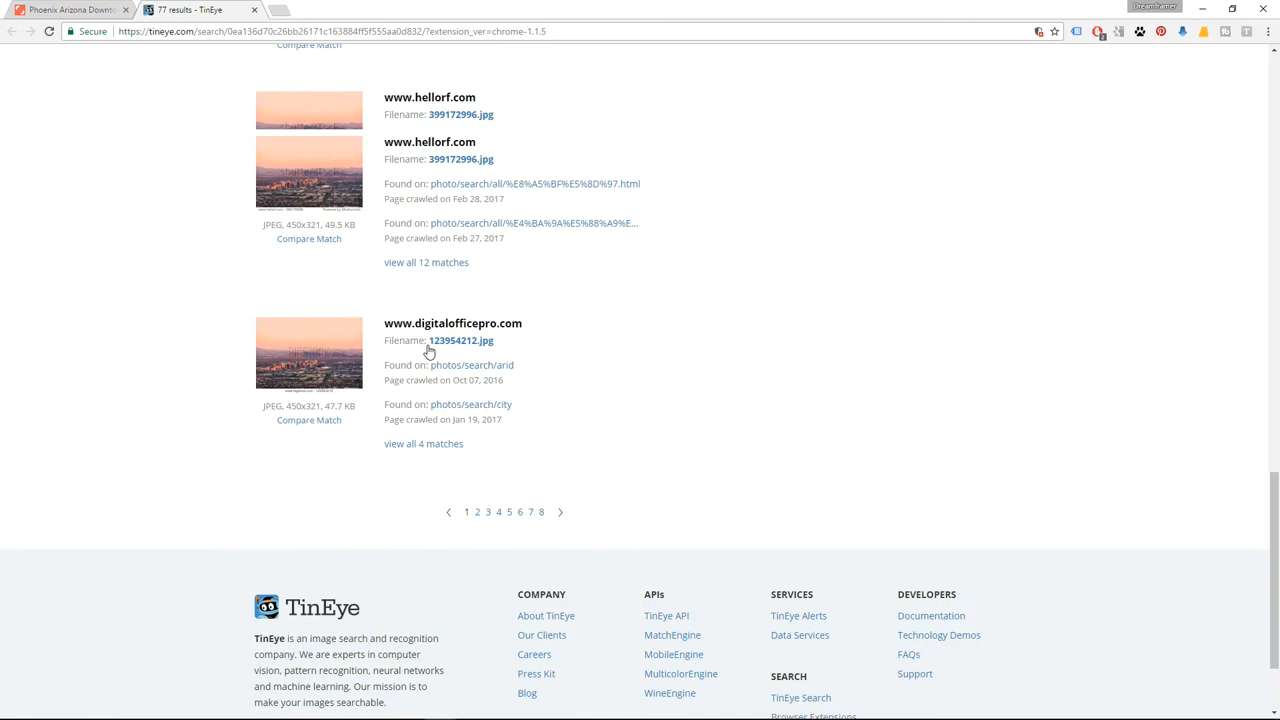 Phoenix Arizona Downto
77 results - TinEye
Dreamframer
Secure
https://tineye.com/search/0ea136d70c26bb26171c163884ff5f555aa0d832/?extension_ver=chrome-1.1.5
Compare Match
www.hellorf.com
Filename: 399172996.jpg
www.hellorf.com
Filename: 399172996.jpg
shutterstock
Found on: photo/search/all/%E8%A5%BF%E5%8D%97.html
Page crawled on Feb 28, 2017
JPEG, 450x321, 49.5 KB
Found on: photo/search/all/%E4%BA%9A%E5%88%A9%E...
Compare Match
Page crawled on Feb 27, 2017
view all 12 matches
www.digitalofficepro.com
Filename: 123954212.jpg
BIGSTOCK
Found on: photos/search/arid
Page crawled on Oct 07, 2016
JPEG, 450x321, 47.7 KB
Found on: photos/search/city
Compare Match
Page crawled on Jan 19, 2017
view all 4 matches
1 2 3 4 5 6 7 8
TinEye
TinEye is an image search and recognition
company. We are experts in computer
vision, pattern recognition, neural networks
and machine learning. Our mission is to
make your images searchable.
COMPANY
About TinEye
Our Clients
Careers
Press Kit
Blog
APIs
TinEye API
MatchEngine
MobileEngine
MulticolorEngine
WineEngine
SERVICES
TinEye Alerts
Data Services
SEARCH
TinEye Search
Browser Extensions
DEVELOPERS
Documentation
Technology Demos
FAQs
Support